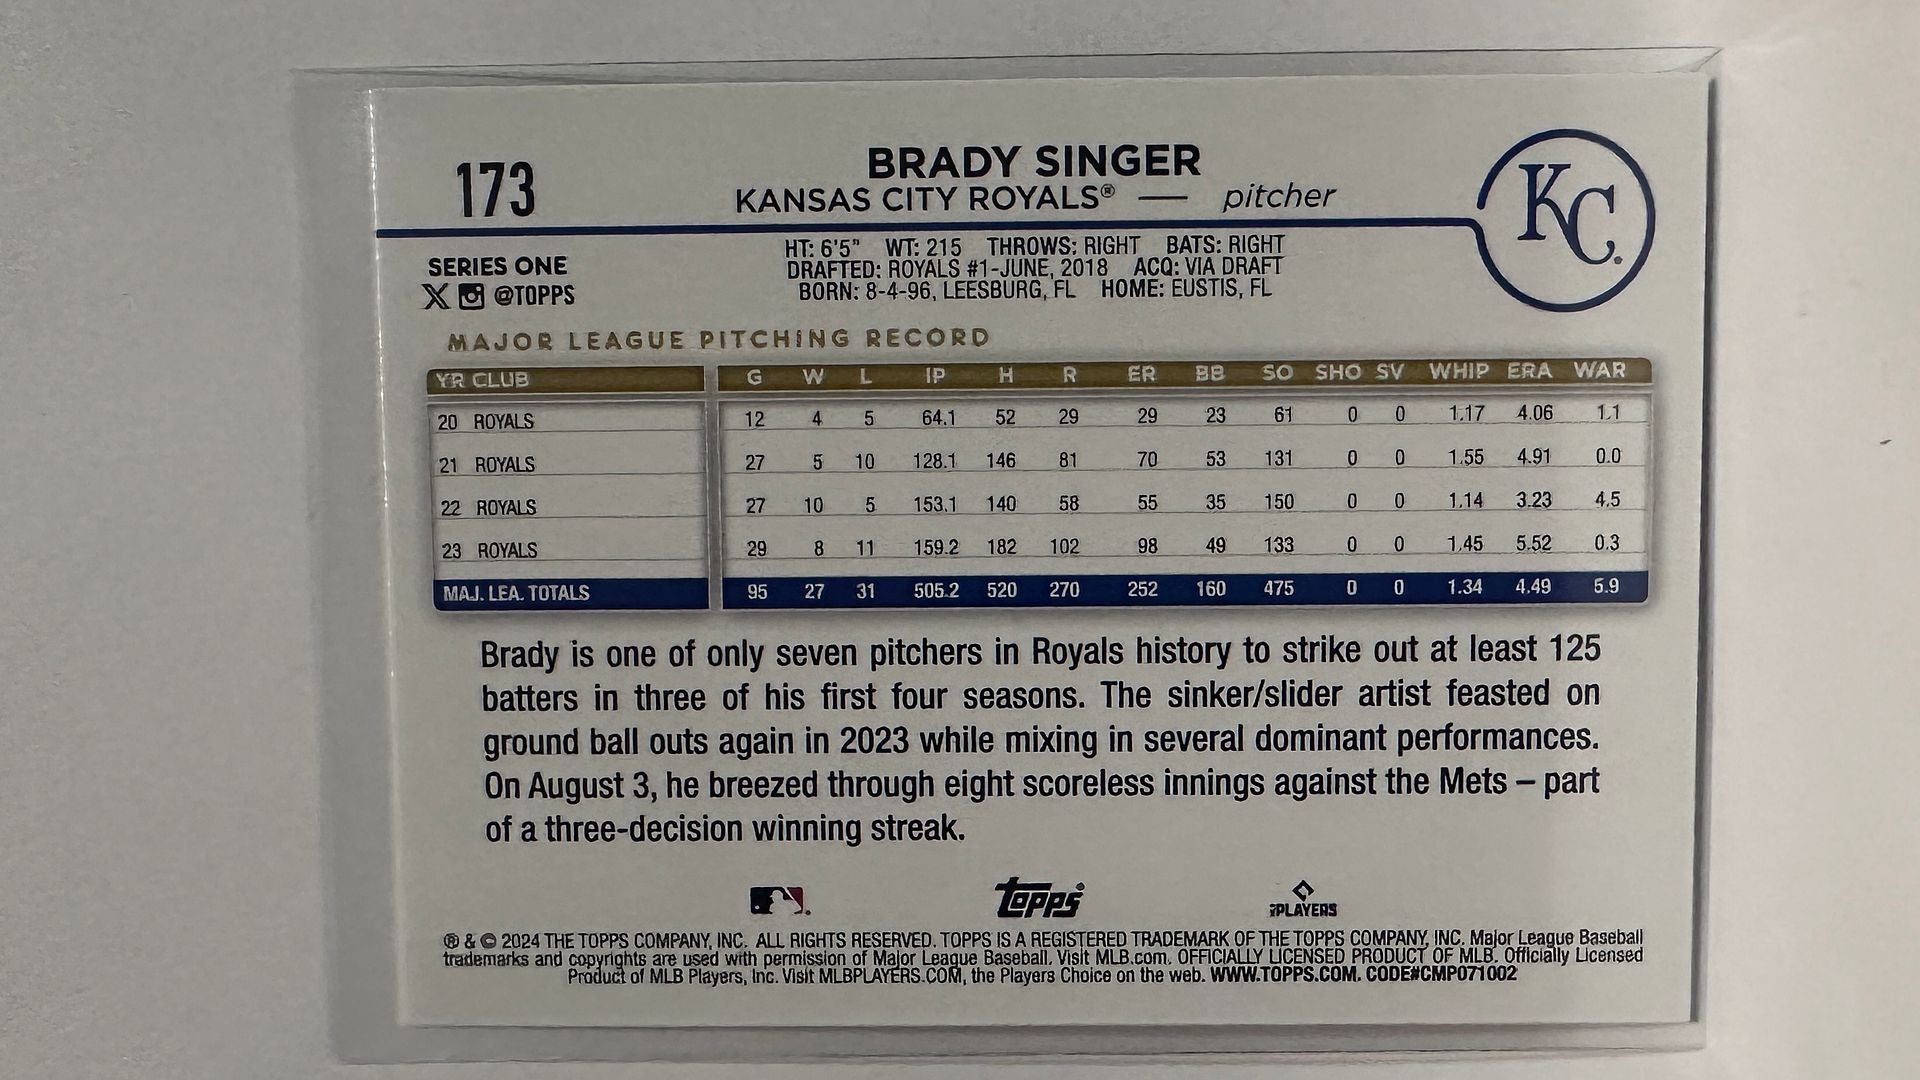 173
BRADY SINGER
KANSAS CITY ROYALS® — pitcher
KC
SERIES ONE
X @TOPPS
HT: 6'5" WT: 215 THROWS: RIGHT BATS: RIGHT
DRAFTED: ROYALS #1-JUNE, 2018 ACQ: VIA DRAFT
BORN: 8-4-96, LEESBURG, FL HOME: EUSTIS, FL
MAJOR LEAGUE PITCHING RECORD
YR CLUB G W L IP H R ER BB SO SHO SV WHIP ERA WAR
20 ROYALS 12 4 5 64.1 52 29 29 23 61 0 0 1.17 4.06 1.1
21 ROYALS 27 5 10 128.1 146 81 70 53 131 0 0 1.55 4.91 0.0
22 ROYALS 27 10 5 153.1 140 58 55 35 150 0 0 1.14 3.23 4.5
23 ROYALS 29 8 11 159.2 182 102 98 49 133 0 0 1.45 5.52 0.3
MAJ. LEA. TOTALS 95 27 31 505.2 520 270 252 160 475 0 0 1.34 4.49 5.9
Brady is one of only seven pitchers in Royals history to strike out at least 125
batters in three of his first four seasons. The sinker/slider artist feasted on
ground ball outs again in 2023 while mixing in several dominant performances.
On August 3, he breezed through eight scoreless innings against the Mets – part
of a three-decision winning streak.
topps
PLAYERS
® & © 2024 THE TOPPS COMPANY, INC. ALL RIGHTS RESERVED. TOPPS IS A REGISTERED TRADEMARK OF THE TOPPS COMPANY, INC. Major League Baseball
trademarks and copyrights are used with permission of Major League Baseball. Visit MLB.com. OFFICIALLY LICENSED PRODUCT OF MLB. Officially Licensed
Product of MLB Players, Inc. Visit MLBPLAYERS.COM, the Players Choice on the web. WWW.TOPPS.COM. CODE#CMP071002